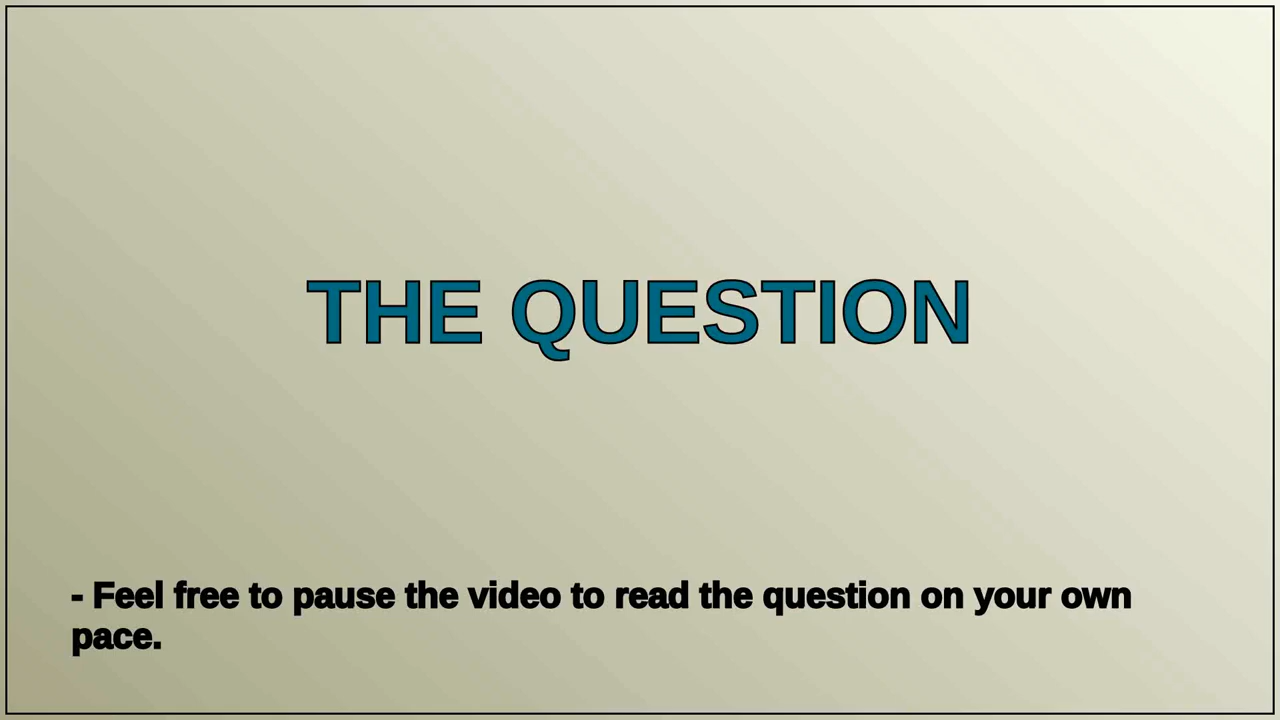 THE QUESTION
- Feel free to pause the video to read the question on your own
pace.